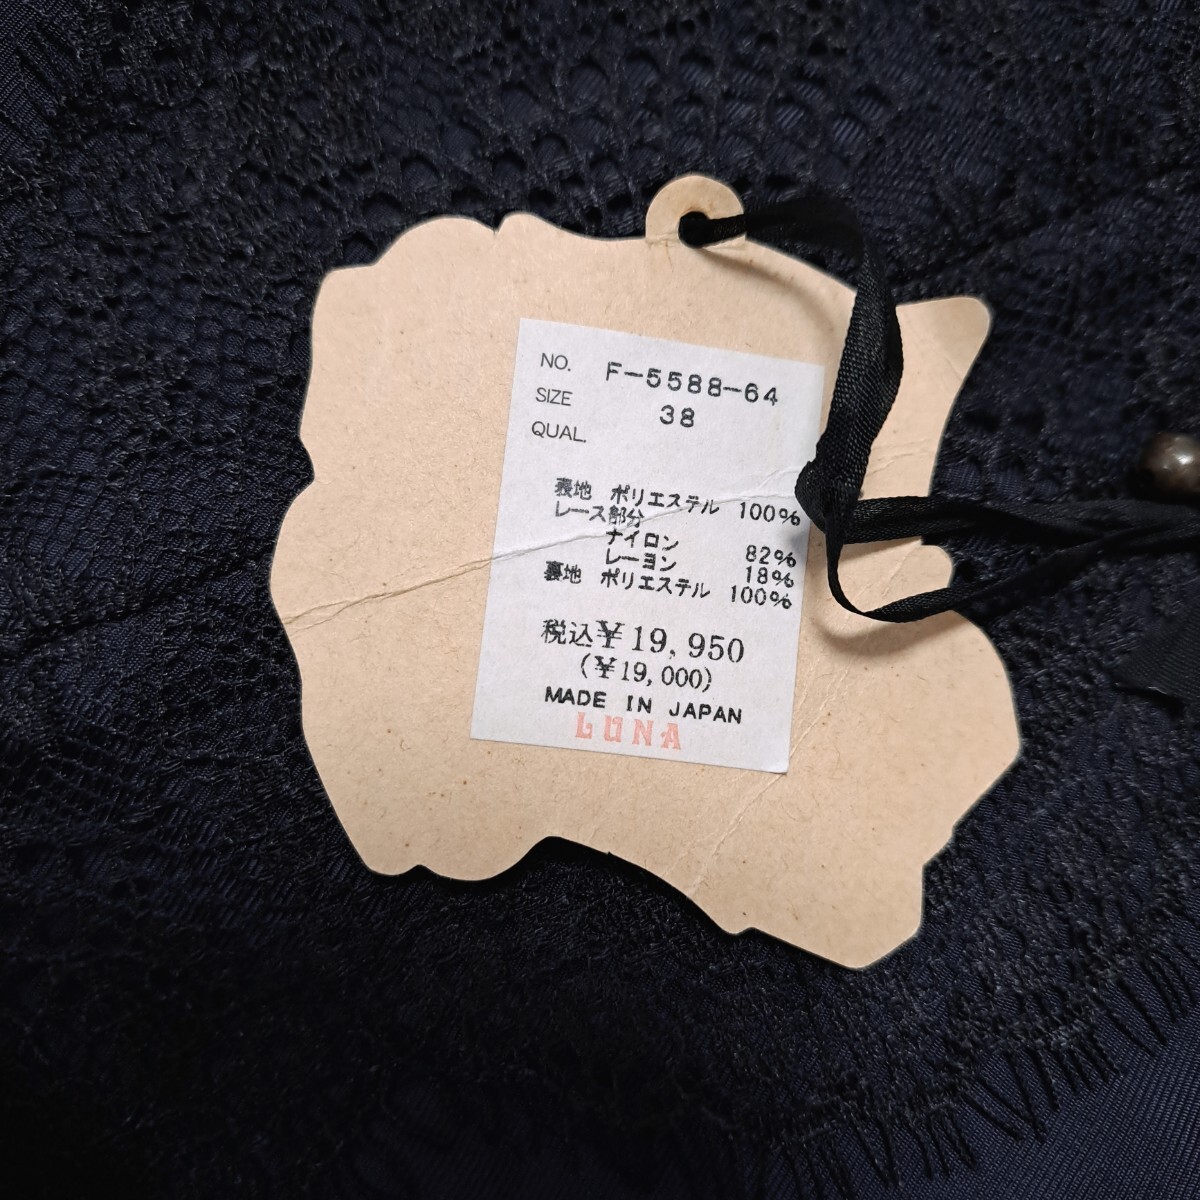 NO. F-5588-64
SIZE 38
QUAL.
表地 ポリエステル 100%
レース部分
ナイロン 82%
レーヨン 18%
裏地 ポリエステル 100%
税込¥19,950
(¥19,000)
MADE IN JAPAN
LUNA